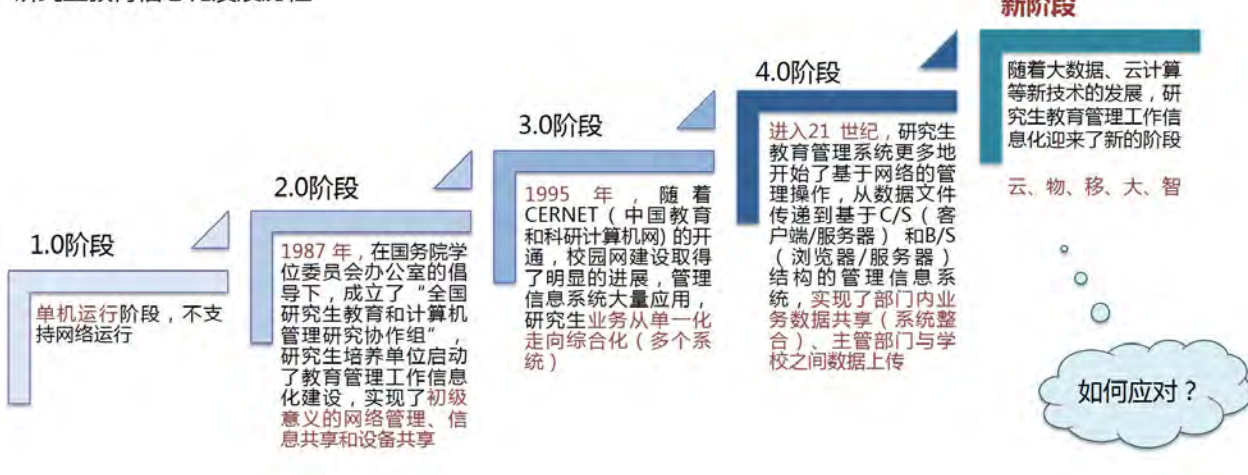 新阶段
4.0阶段
随着大数据、云计算
等新技术的发展，研
究生教育管理工作信
息化迎来了新的阶段
云、物、移、大、智
3.0阶段
进入21 世纪，研究生
教育管理系统更多地
开始了基于网络的管
理操作，从数据文件
传递到基于C/S（客
户端/服务器） 和B/S
（浏览器/服务器）
结构的管理信息系
统，实现了部门内业
务数据共享（系统整
合）、主管部门与学
校之间数据上传
2.0阶段
1995 年，随着
CERNET（中国教育
和科研计算机网) 的开
通，校园网建设取得
了明显的进展，管理
信息系统大量应用，
研究生业务从单一化
走向综合化（多个系
统）
1.0阶段
1987 年，在国务院学
位委员会办公室的倡
导下，成立了“全国
研究生教育和计算机
管理研究协作组”，
研究生培养单位启动
了教育管理工作信息
化建设，实现了初级
意义的网络管理、信
息共享和设备共享
单机运行阶段，不支
持网络运行
如何应对？